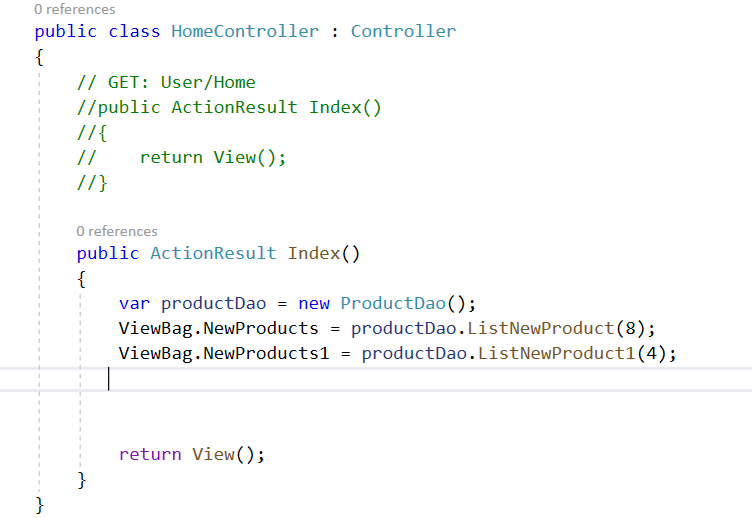 0 references
public class HomeController : Controller
{
// GET: User/Home
//public ActionResult Index()
//{
//    return View();
//}
0 references
public ActionResult Index()
{
var productDao = new ProductDao();
ViewBag.NewProducts = productDao.ListNewProduct(8);
ViewBag.NewProducts1 = productDao.ListNewProduct1(4);
return View();
}
}